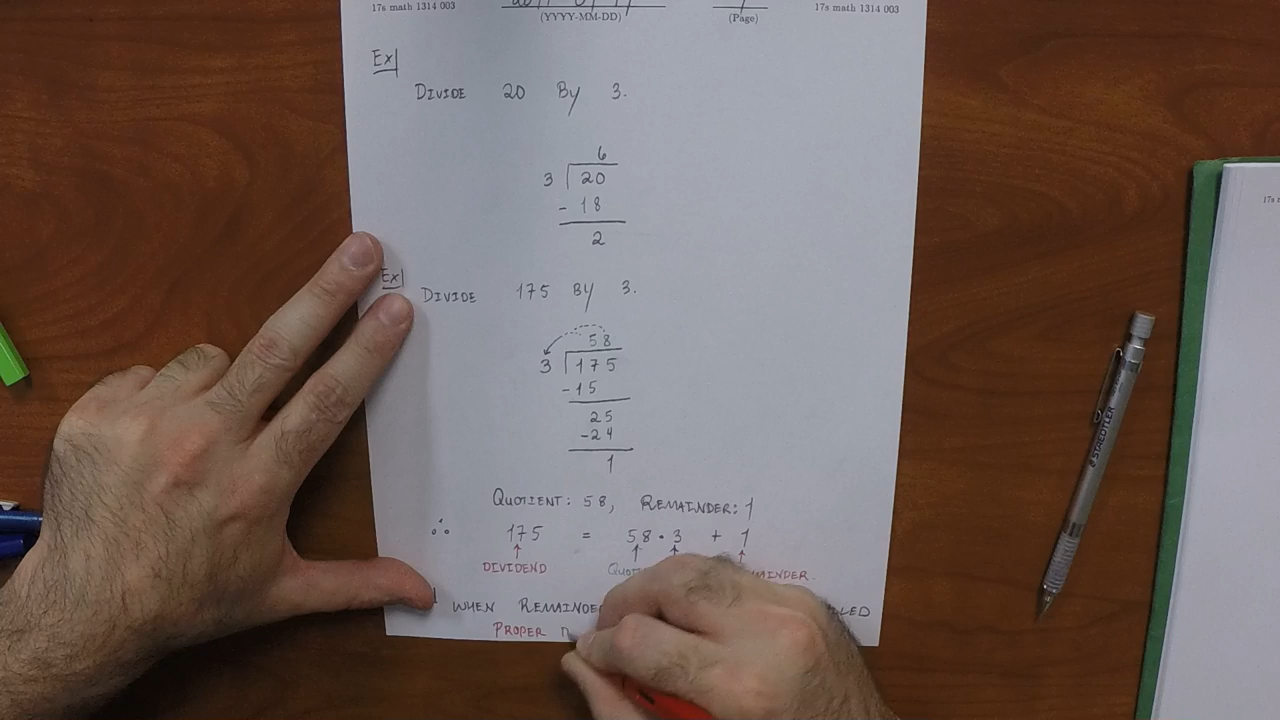 17s math 1314 003
(YYYY-MM-DD)
(Page)
17s math 1314 003
Ex
DIVIDE 20 By 3.
6
3 20
- 18
2
Ex
DIVIDE 175 By 3.
58
3 175
-15
25
-24
1
QUOTIENT: 58, REMAINDER: 1
∴ 175 = 58 • 3 + 1
DIVIDEND
WHEN
PROPER
STAEDTLER